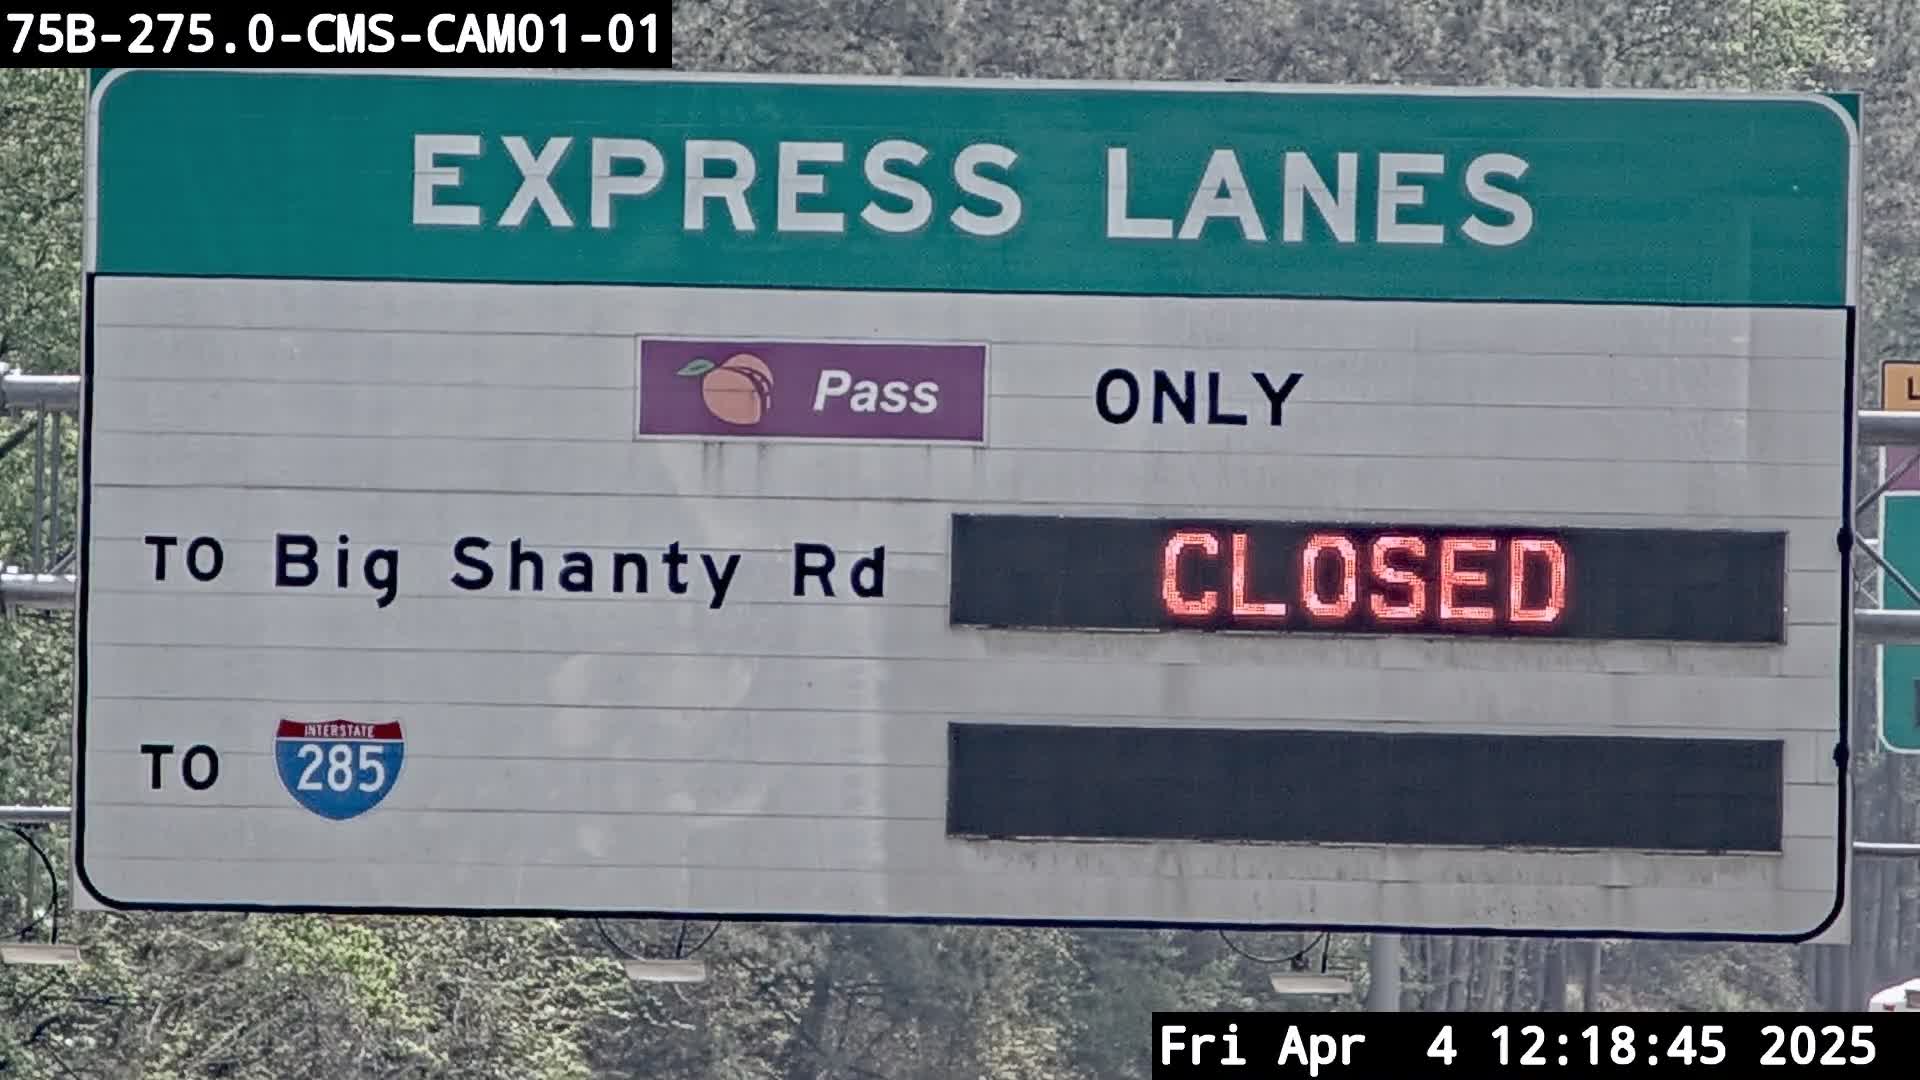 75B-275.0-CMS-CAM01-01
EXPRESS LANES
Pass ONLY
TO Big Shanty Rd CLOSED
TO INTERSTATE 285
Fri Apr 4 12:18:45 2025